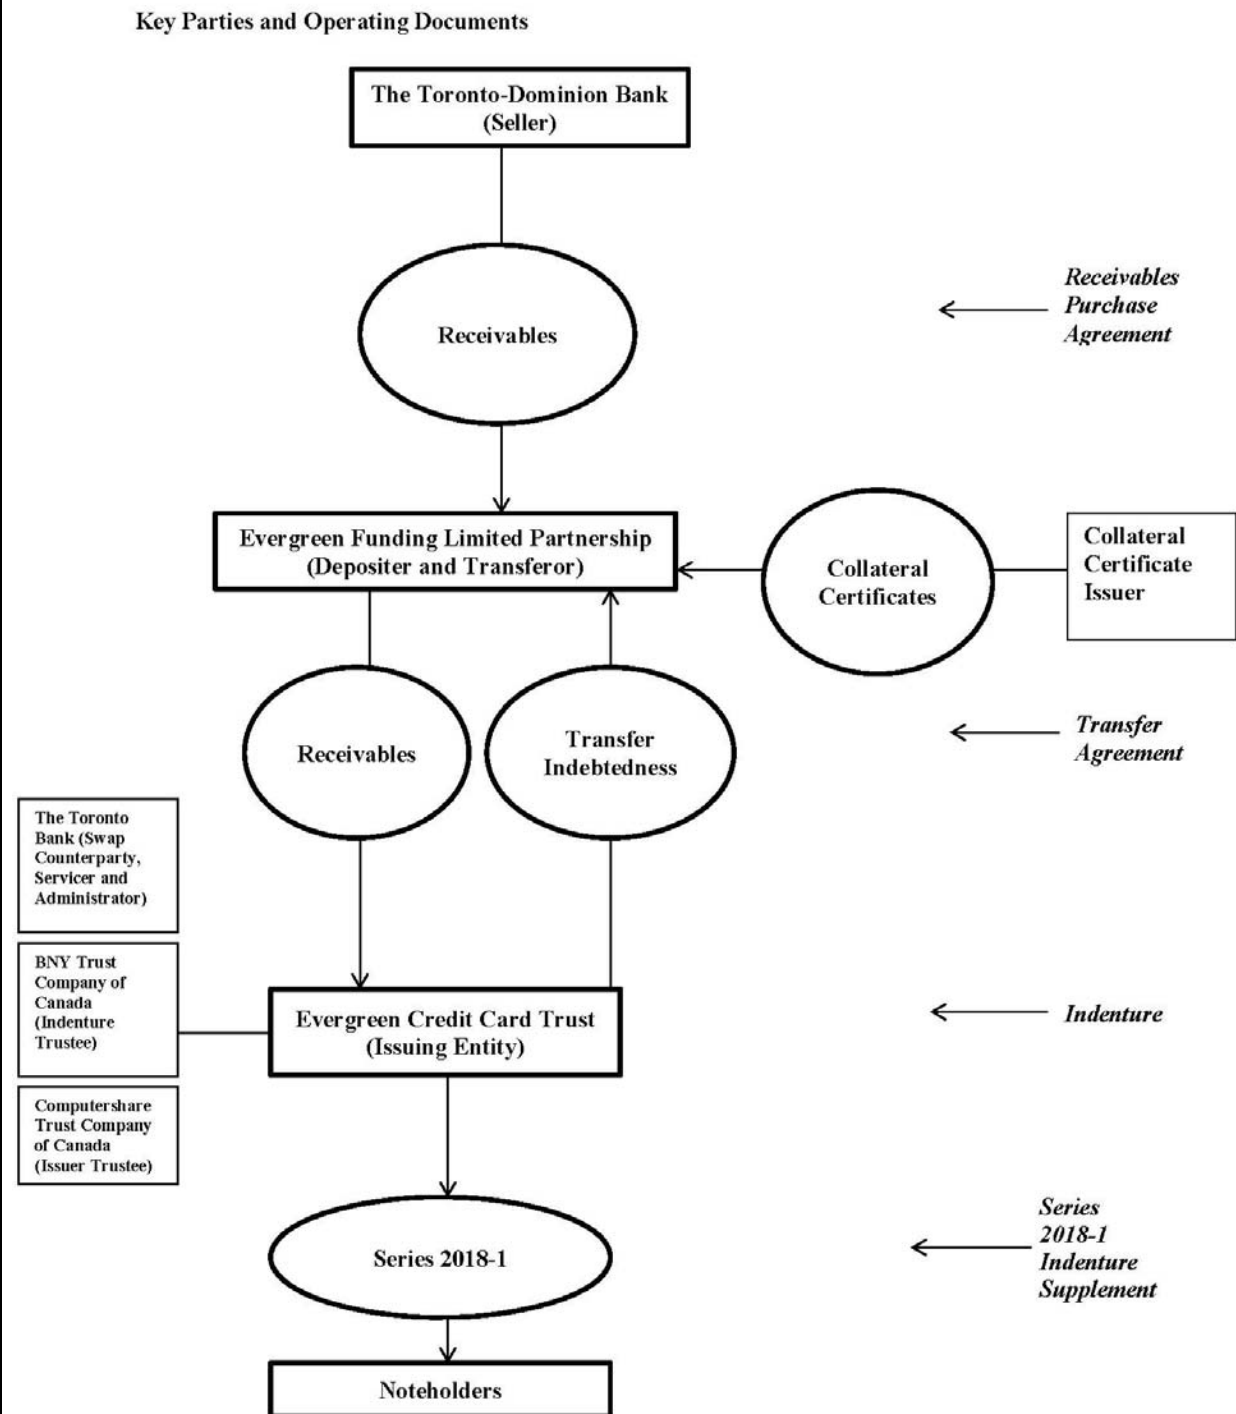 Key Parties and Operating Documents
The Toronto-Dominion Bank
(Seller)
Receivables
Receivables
Purchase
Agreement
Evergreen Funding Limited Partnership
(Depositer and Transferor)
Collateral
Certificates
Collateral
Certificate
Issuer
Receivables
Transfer
Indebtedness
Transfer
Agreement
The Toronto
Bank (Swap
Counterparty,
Servicer and
Administrator)
BNY Trust
Company of
Canada
(Indenture
Trustee)
Computershare
Trust Company
of Canada
(Issuer Trustee)
Evergreen Credit Card Trust
(Issuing Entity)
Indenture
Series 2018-1
Series
2018-1
Indenture
Supplement
Noteholders